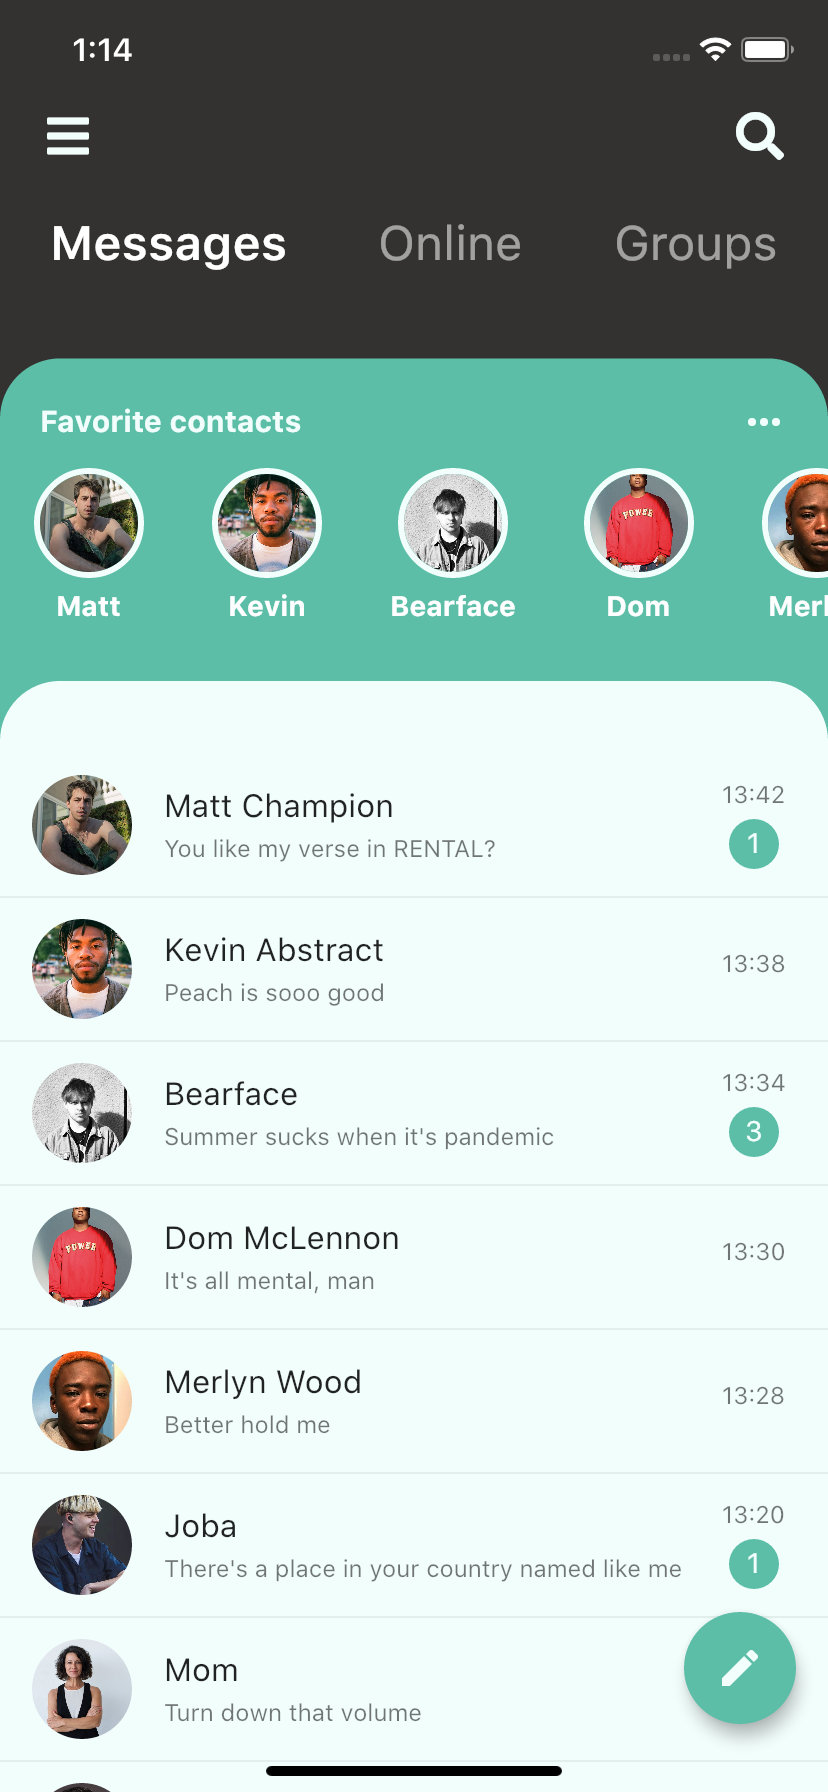 1:14
Messages Online Groups
Favorite contacts
Matt Kevin Bearface Dom Merl
Matt Champion 13:42
You like my verse in RENTAL? 1
Kevin Abstract
Peach is sooo good 13:38
Bearface 13:34
Summer sucks when it's pandemic 3
POWER
Dom McLennon
It's all mental, man 13:30
Merlyn Wood
Better hold me 13:28
Joba 13:20
There's a place in your country named like me 1
Mom
Turn down that volume